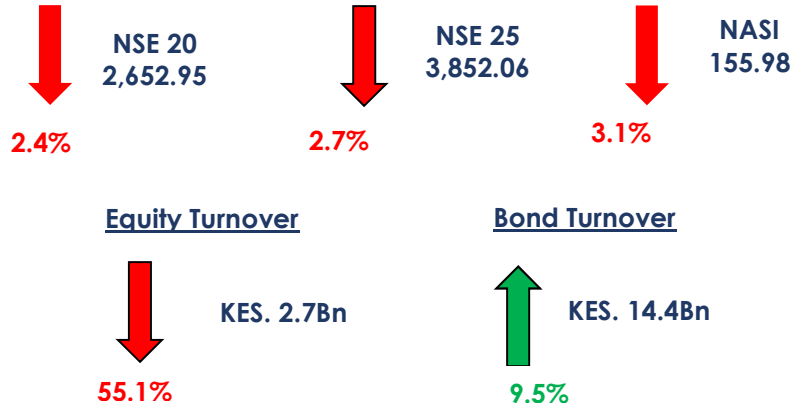 NSE 20
2,652.95
2.4%
NSE 25
3,852.06
2.7%
NASI
155.98
3.1%
Equity Turnover
KES. 2.7Bn
55.1%
Bond Turnover
KES. 14.4Bn
9.5%